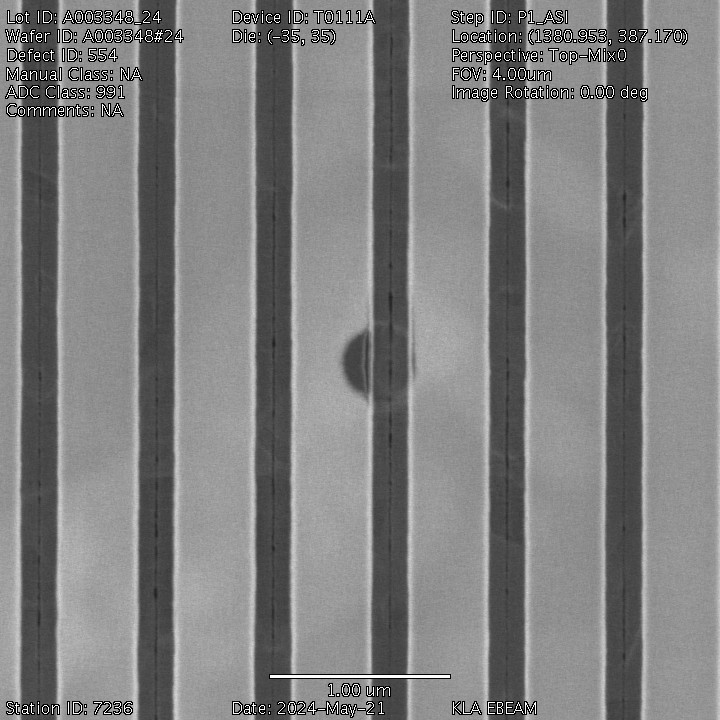 Lot ID: A003348_24 Device ID: T0111A Step ID: P1_ASI
Wafer ID: A003348#24 Die: (-35, 35) Location: (1380.953, 387.170)
Defect ID: 554 Perspective: Top-Mix0
Manual Class: NA FOV: 4.00um
ADC Class: 991 Image Rotation: 0.00 deg
Comments: NA
1.00 um
Station ID: 7236 Date: 2024-May-21 KLA EBEAM